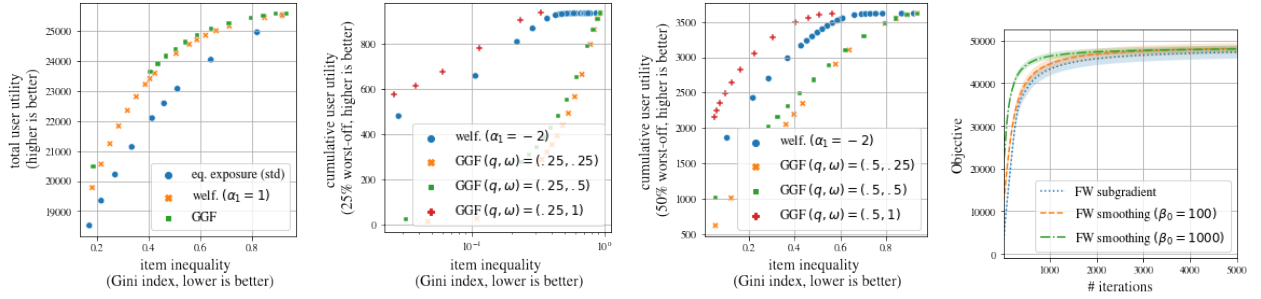 total user utility
(higher is better)
25000
24000
23000
22000
21000
20000
19000
0.2
0.4
0.6
0.8
eq. exposure (std)
welf. (α₁ = 1)
GGF
item inequality
(Gini index, lower is better)
cumulative user utility
(25% worst-off, higher is better)
800
600
400
200
0
10⁻¹
10⁰
welf. (α₁ = −2)
GGF (q, ω) = (.25, .25)
GGF (q, ω) = (.25, .5)
GGF (q, ω) = (.25, 1)
item inequality
(Gini index, lower is better)
cumulative user utility
(50% worst-off, higher is better)
3500
3000
2500
2000
1500
1000
500
0.2
0.4
0.6
0.8
welf. (α₁ = −2)
GGF (q, ω) = (.5, .25)
GGF (q, ω) = (.5, .5)
GGF (q, ω) = (.5, 1)
item inequality
(Gini index, lower is better)
Objective
50000
40000
30000
20000
10000
0
1000
2000
3000
4000
5000
FW subgradient
FW smoothing (β₀ = 100)
FW smoothing (β₀ = 1000)
# iterations